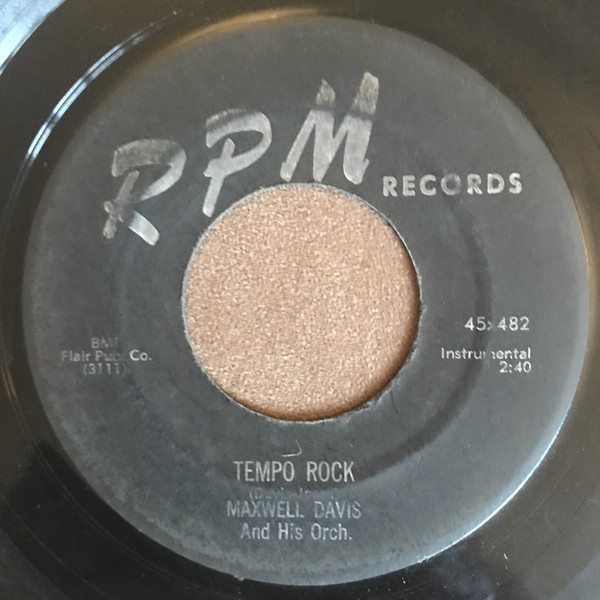 RPM RECORDS
45x482
Instrumental
2:40
BMI
Flair Pub. Co.
(3111)
TEMPO ROCK
MAXWELL DAVIS
And His Orch.